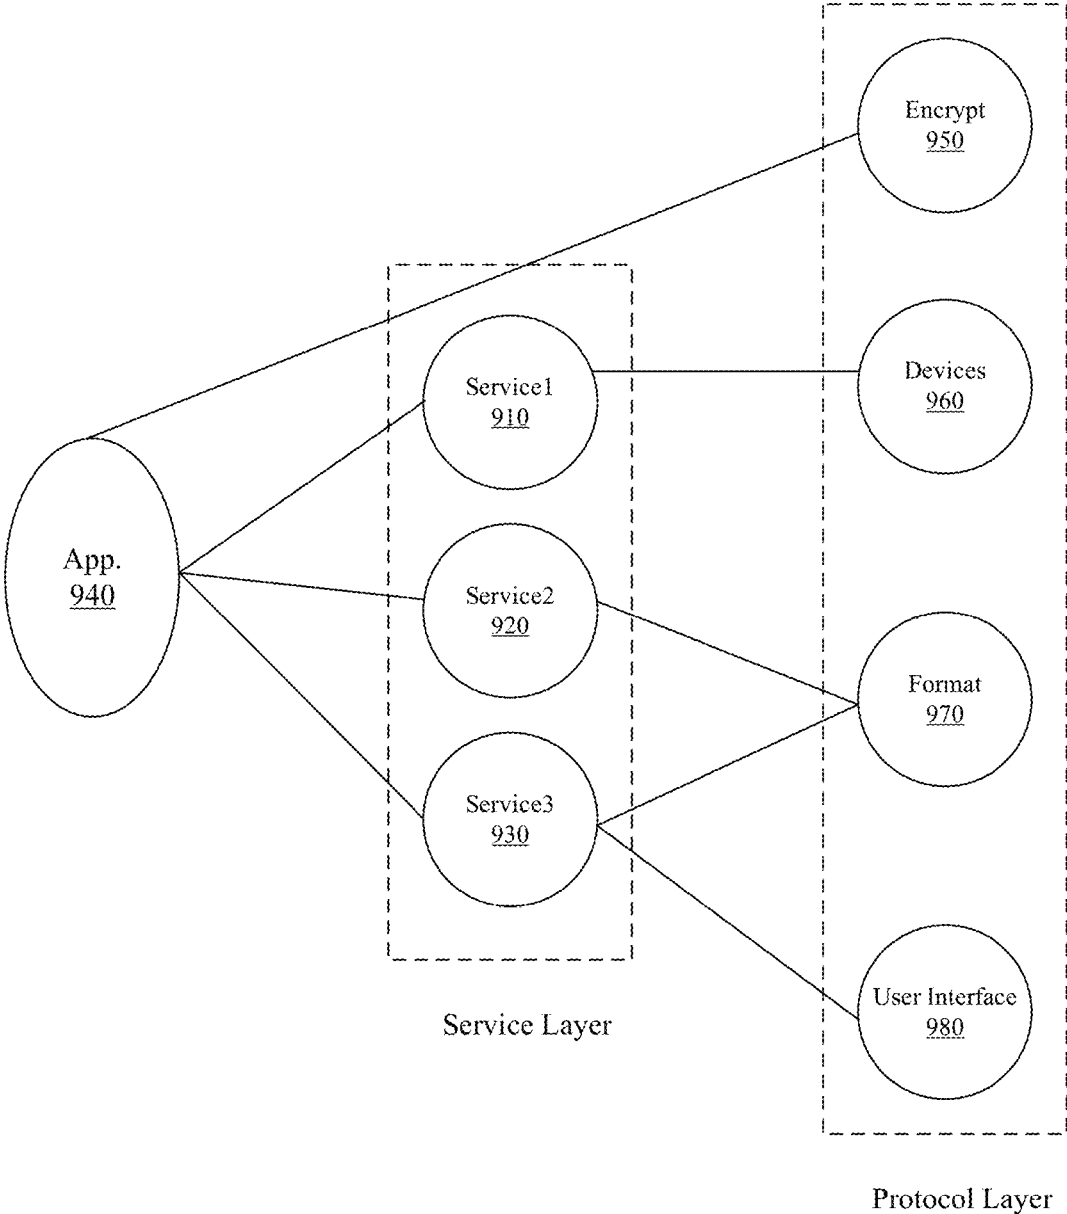 Encrypt
950
Devices
960
Service1
910
App.
940
Service2
920
Format
970
Service3
930
User Interface
980
Service Layer
Protocol Layer